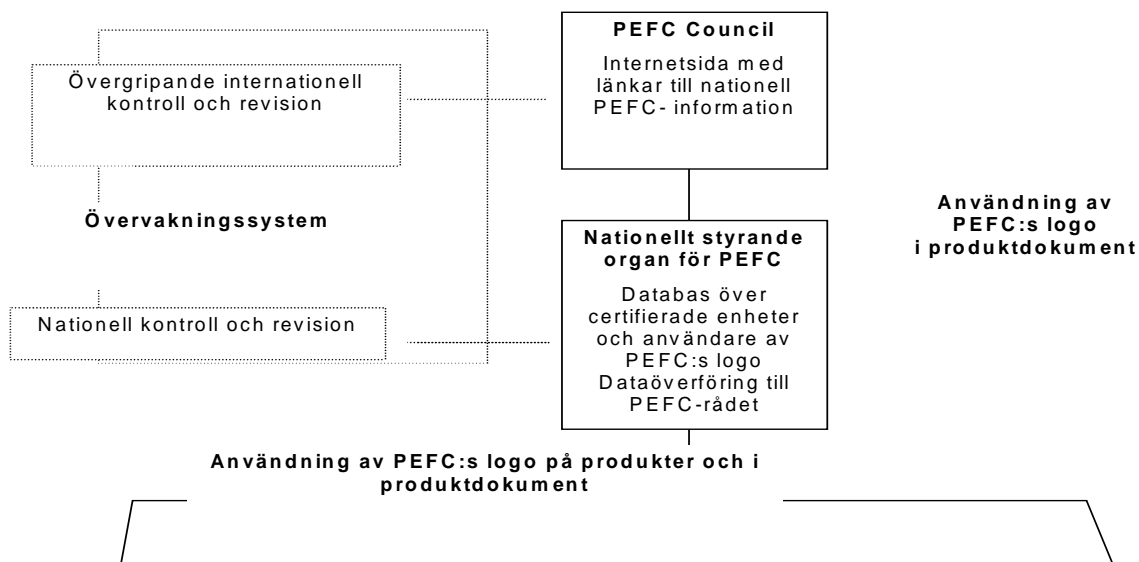 PEFC Council
Internetsida med
länkar till nationell
PEFC- information
Övergripande internationell
kontroll och revision
Övervakningssystem
Användning av
PEFC:s logo
i produktdokument
Nationellt styrande
organ för PEFC
Databas över
certifierade enheter
och användare av
PEFC:s logo
Dataöverföring till
PEFC-rådet
Nationell kontroll och revision
Användning av PEFC:s logo på produkter och i
produktdokument